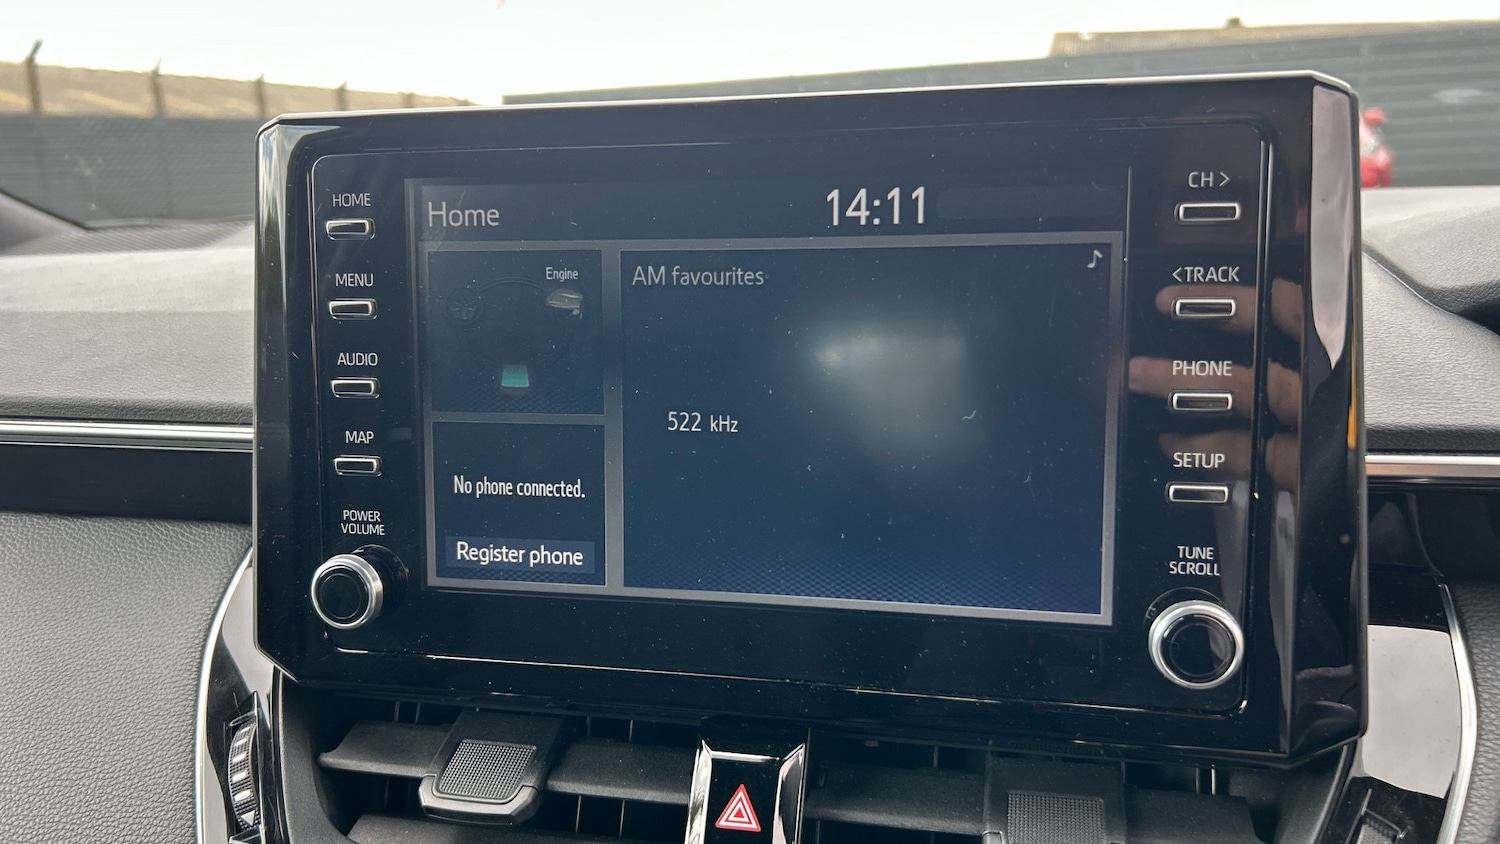 HOME
MENU
AUDIO
MAP
POWER
VOLUME
Home
14:11
Engine
No phone connected.
Register phone
AM favourites
522 kHz
CH >
<TRACK
PHONE
SETUP
TUNE
SCROLL